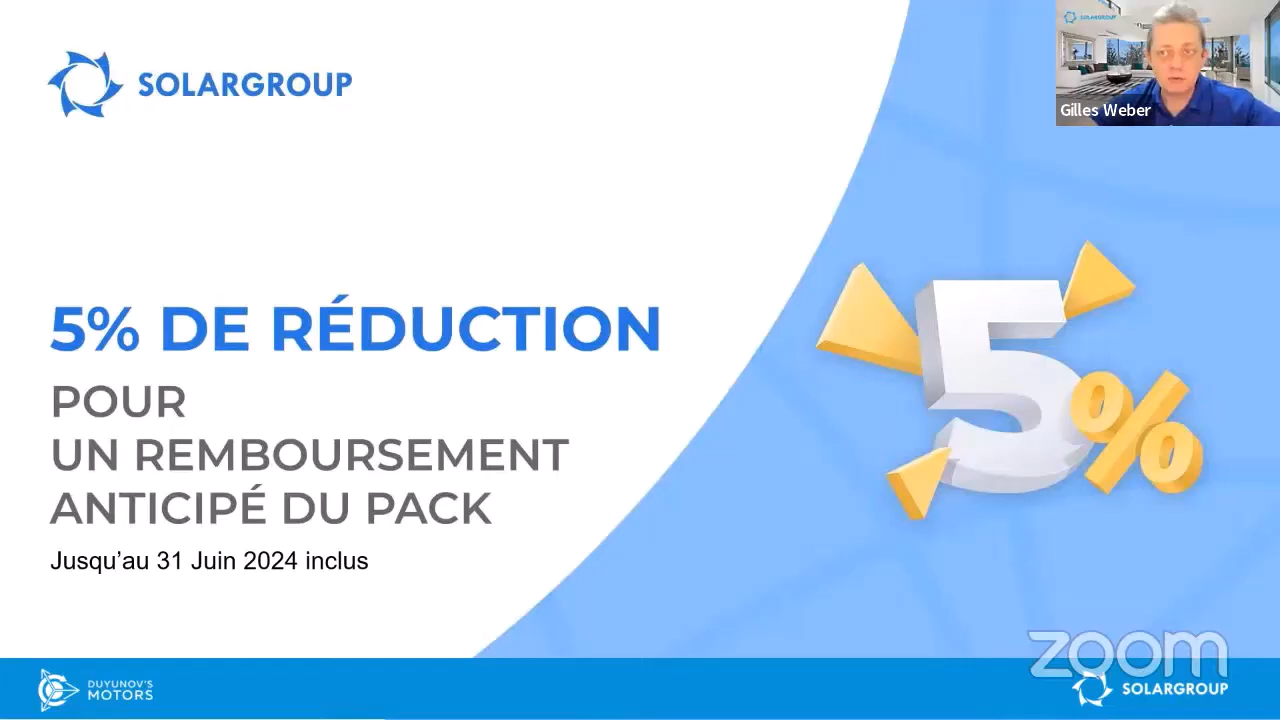 SOLARGROUP
SOLARGROUP
Gilles Weber
5% DE RÉDUCTION
POUR
UN REMBOURSEMENT
ANTICIPÉ DU PACK
Jusqu'au 31 Juin 2024 inclus
5%
zoom
DUYUNOV'S
MOTORS
SOLARGROUP